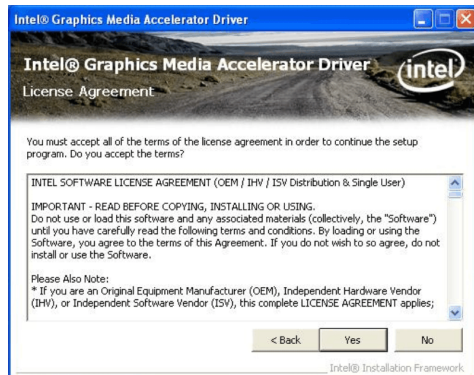 Intel® Graphics Media Accelerator Driver
Intel® Graphics Media Accelerator Driver
intel
License Agreement
You must accept all of the terms of the license agreement in order to continue the setup
program. Do you accept the terms?
INTEL SOFTWARE LICENSE AGREEMENT (OEM / IHV / ISV Distribution & Single User)
IMPORTANT - READ BEFORE COPYING, INSTALLING OR USING.
Do not use or load this software and any associated materials (collectively, the "Software")
until you have carefully read the following terms and conditions. By loading or using the
Software, you agree to the terms of this Agreement. If you do not wish to so agree, do not
install or use the Software.
Please Also Note:
* If you are an Original Equipment Manufacturer (OEM), Independent Hardware Vendor
(IHV), or Independent Software Vendor (ISV), this complete LICENSE AGREEMENT applies;
< Back Yes No
Intel® Installation Framework